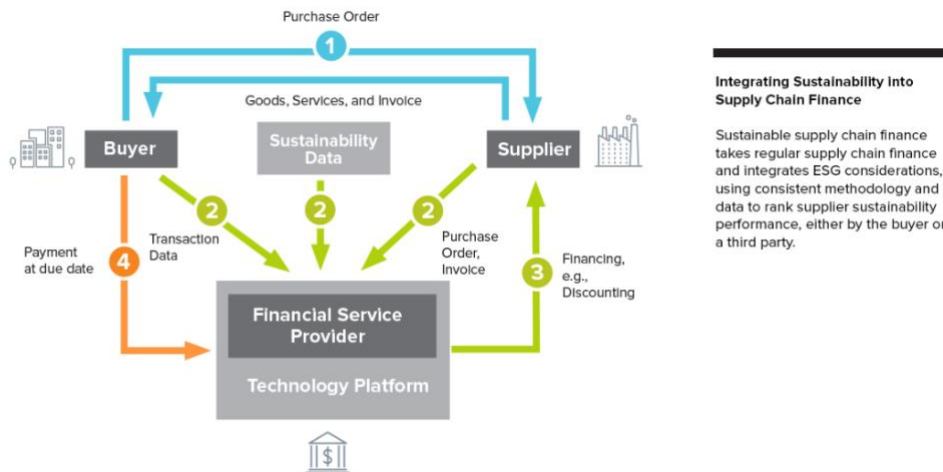 Purchase Order
1
Goods, Services, and Invoice
Buyer
Sustainability
Data
Supplier
2
2
2
Transaction
Data
Purchase
Order,
Invoice
Payment
at due date
4
3
Financing,
e.g.,
Discounting
Financial Service
Provider
Technology Platform
$
Integrating Sustainability into
Supply Chain Finance
Sustainable supply chain finance
takes regular supply chain finance
and integrates ESG considerations,
using consistent methodology and
data to rank supplier sustainability
performance, either by the buyer or
a third party.